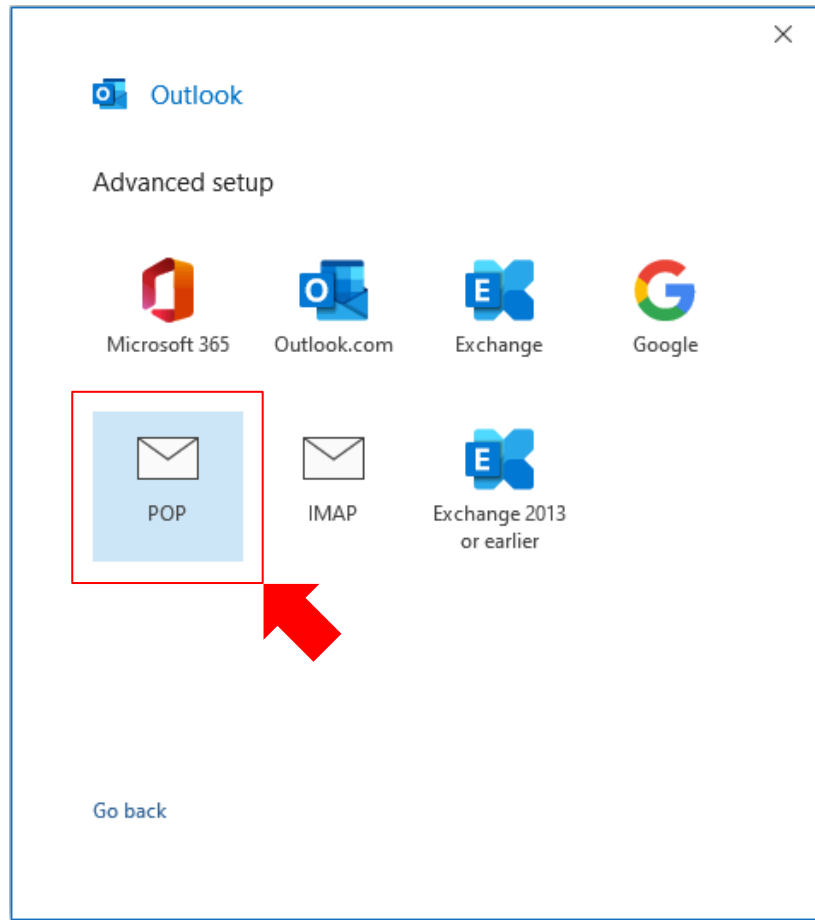 Outlook
Advanced setup
Microsoft 365
Outlook.com
Exchange
Google
POP
IMAP
Exchange 2013
or earlier
Go back